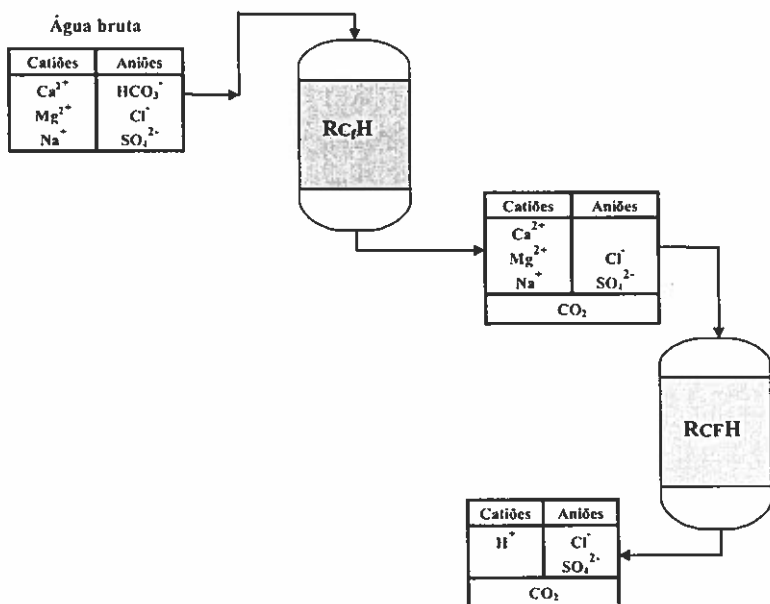 Água bruta
Catiões Aniões
Ca²⁺ HCO₃⁻
Mg²⁺ Cl⁻
Na⁺ SO₄²⁻
RCfH
Catiões Aniões
Ca²⁺
Mg²⁺ Cl⁻
Na⁺ SO₄²⁻
CO₂
RCFH
Catiões Aniões
H⁺ Cl⁻
SO₄²⁻
CO₂